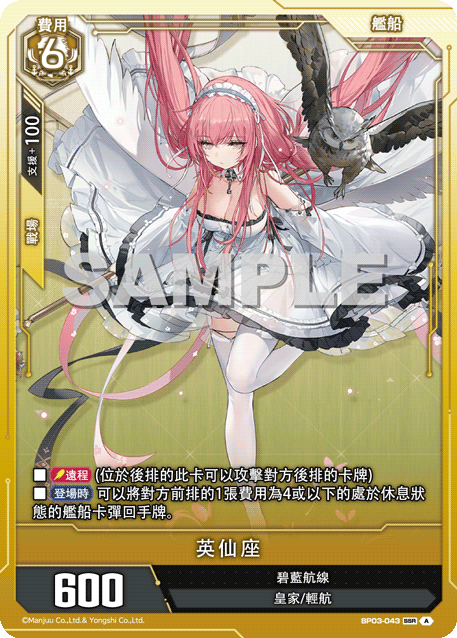 費用
6
艦船
支援+100
戰場
SAMPLE
遠程 (位於後排的此卡可以攻擊對方後排的卡牌)
登場時 可以將對方前排的1張費用為4或以下的處於休息狀
態的艦船卡彈回手牌。
英仙座
600
碧藍航線
皇家/輕航
©Manjuu Co.,Ltd.& Yongshi Co.,Ltd.
BP03-043 SSR A